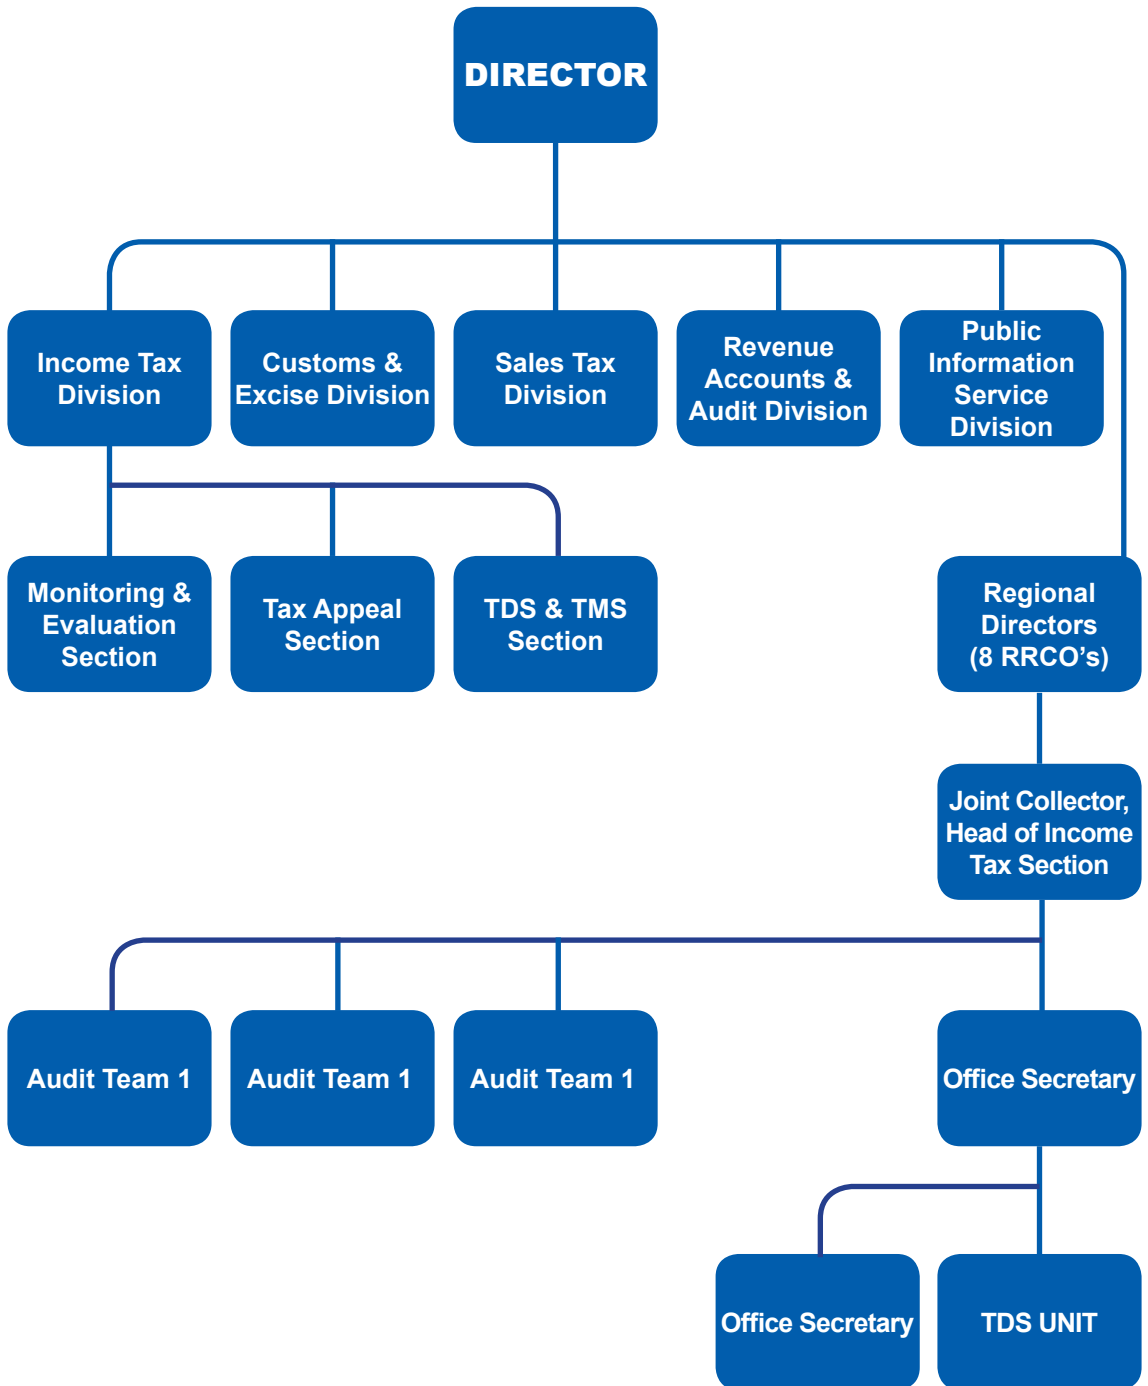 DIRECTOR
Income Tax
Division
Customs &
Excise Division
Sales Tax
Division
Revenue
Accounts &
Audit Division
Public
Information
Service
Division
Monitoring &
Evaluation
Section
Tax Appeal
Section
TDS & TMS
Section
Regional
Directors
(8 RRCO’s)
Joint Collector,
Head of Income
Tax Section
Audit Team 1
Audit Team 1
Audit Team 1
Office Secretary
Office Secretary
TDS UNIT